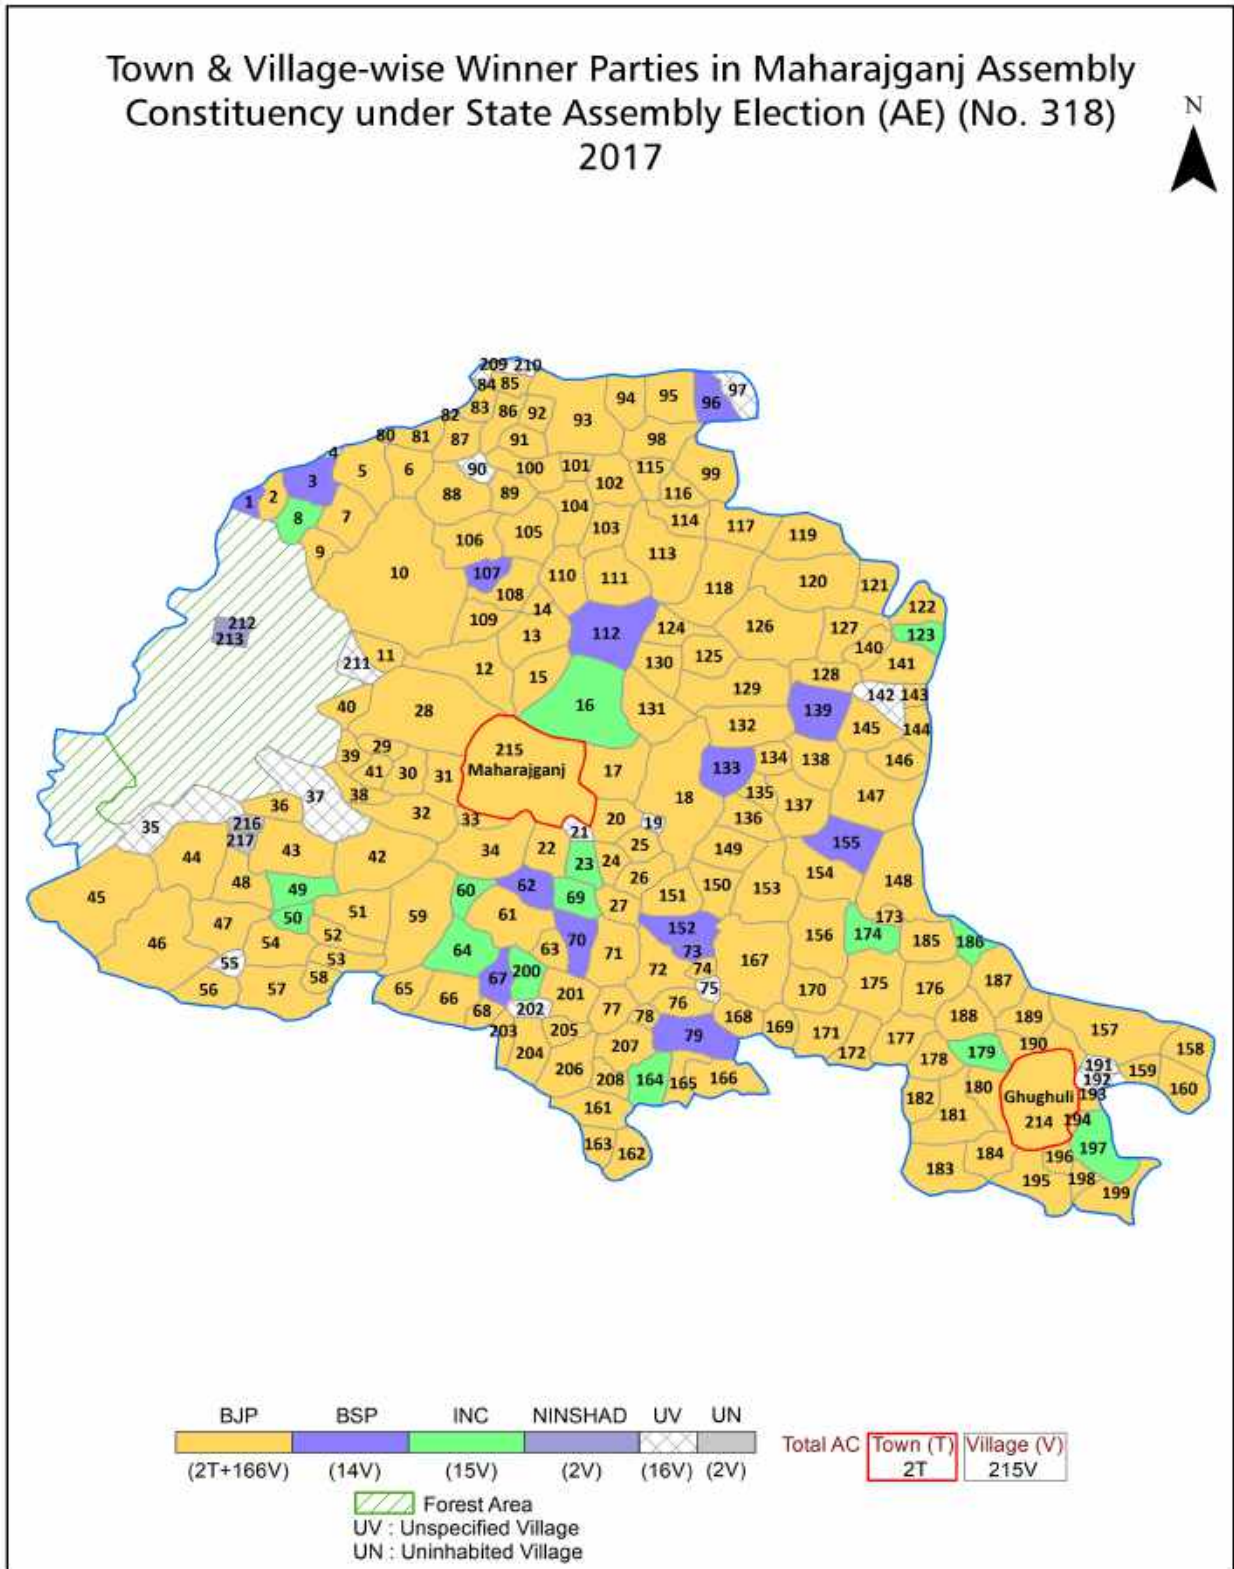 Town & Village-wise Winner Parties in Maharajganj Assembly
Constituency under State Assembly Election (AE) (No. 318)
2017
N
209 210
84 85
94 95 97
82 83 86 92 93 96
80 81 87 91 98
4
5 6 90 100 101 115 99
3 88 89 102 116
1 2 8 7 104
106 105 103 114 117 119
9 10 113
107 110 111 118 120 121
108
14 122
212 109 13 112 124 126 127 123
213 140
211 11 12 15 130 125 128 141
129 142 143
40 28 16 131 132 139 145 144
39 29 215
41 30 31 Maharajganj 17 133 134 138 146
37 38 135
36 32 33 20 19 18 136 137 147
35 216 21
217 34 22 25 149 155
44 43 42 23 24
48 49 60 62 69 26 151 150 153 154 148
45 47 50 51 59 61 27 173
46 54 52 63 70 152 156 174 185 186
53 64 71 73
55 58 67 200 72 74 167
56 57 65 66 201 75 170 175 176 187
68 202 77 76
203 205 78 168 169 171 177 188 189 157
204 207 79 172 190 158
206 178 179
208 164 165 166 180 191 159
192 160
161 182 181 Ghughuli 193
214 194
163 162 184 196 197
183 195 198 199
BJP BSP INC NINSHAD UV UN
Total AC Town (T) Village (V)
2T 215V
(2T+166V) (14V) (15V) (2V) (16V) (2V)
Forest Area
UV : Unspecified Village
UN : Uninhabited Village